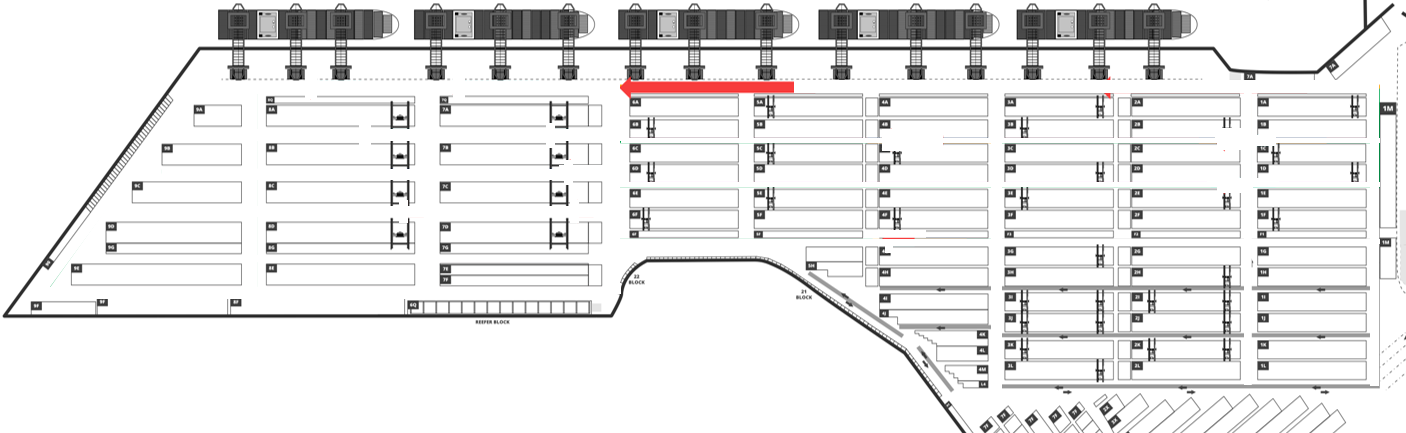 7A
7A
1M
9A
8A
7A
6A
5A
4A
3A
2A
1A
6B
5B
4B
3B
2B
1B
9B
8B
7B
6C
5C
3C
2C
1C
6D
5D
4D
3D
2D
1D
9C
8C
7C
6E
5E
4E
3E
2E
1E
6F
5F
4F
3F
2F
1F
9D
8D
7D
9G
8G
7G
1M
3G
2G
1G
9E
8E
7E
5H
4H
3H
2H
1H
7F
22
BLOCK
21
BLOCK
4I
3I
2I
1I
9F
9F
8F
6Q
4J
3J
2J
1J
REEFER BLOCK
4K
3K
2K
1K
4L
4M
3L
2L
1L